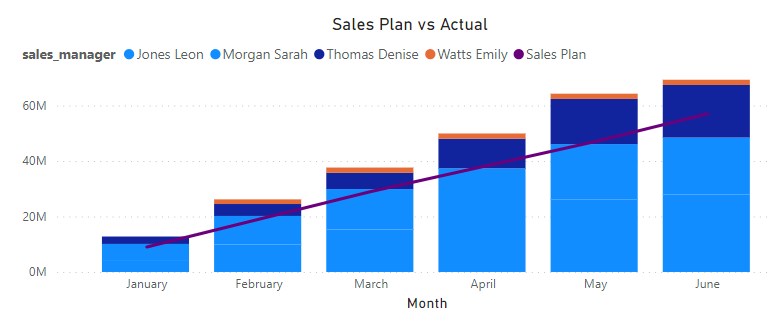 Sales Plan vs Actual
sales_manager Jones Leon Morgan Sarah Thomas Denise Watts Emily Sales Plan
60M
40M
20M
0M
January February March April May June
Month